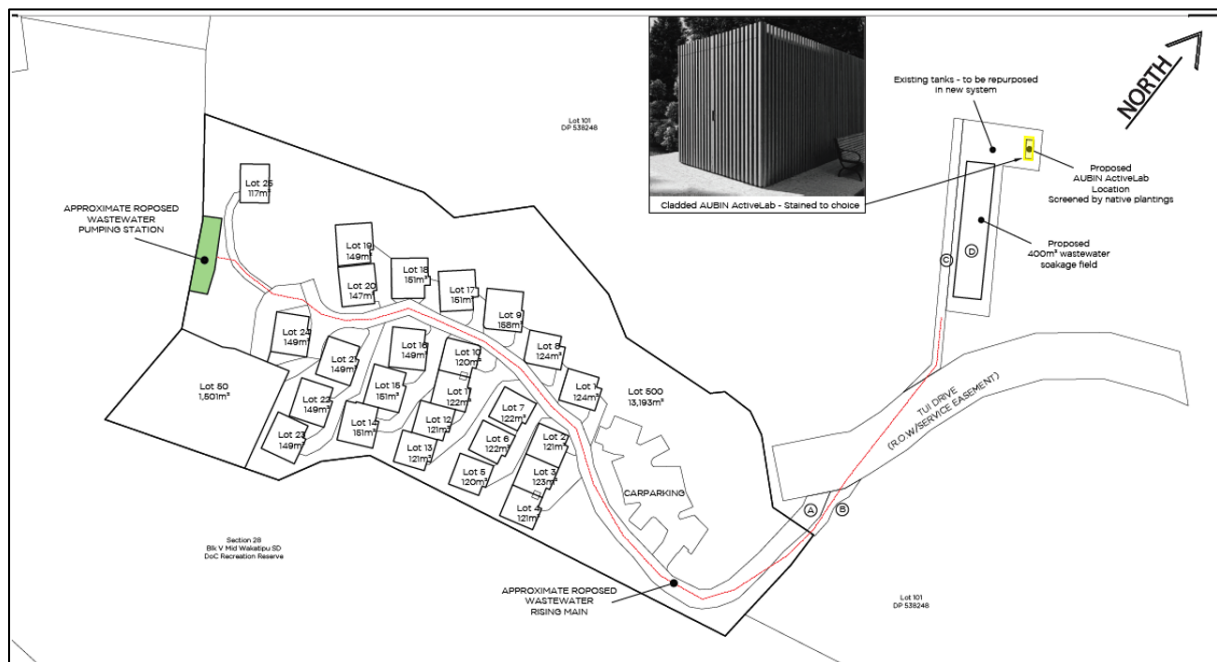 NORTH
Existing tanks - to be repurposed
in new system
Lot 101
DP 538248
Proposed
AUBIN ActiveLab
Location
Screened by native plantings
Cladded AUBIN ActiveLab - Stained to choice
Proposed
400m² wastewater
soakage field
C
D
Lot 25
117m²
APPROXIMATE ROPOSED
WASTEWATER
PUMPING STATION
Lot 19
149m²
Lot 20
147m²
Lot 18
151m²
Lot 17
151m²
Lot 9
158m²
Lot 8
124m²
Lot 1
124m²
Lot 24
149m²
Lot 21
149m²
Lot 22
149m²
Lot 23
149m²
Lot 16
149m²
Lot 15
151m²
Lot 14
151m²
Lot 10
120m²
Lot 11
122m²
Lot 12
121m²
Lot 13
121m²
Lot 7
122m²
Lot 6
122m²
Lot 5
120m²
Lot 2
121m²
Lot 3
123m²
Lot 4
121m²
Lot 50
1,501m²
Lot 500
13,193m²
CARPARKING
TUI DRIVE
(R.O.W/SERVICE EASEMENT)
A
B
Section 28
Blk V Mid Wakatipu SD
DoC Recreation Reserve
APPROXIMATE ROPOSED
WASTEWATER
RISING MAIN
Lot 101
DP 538248